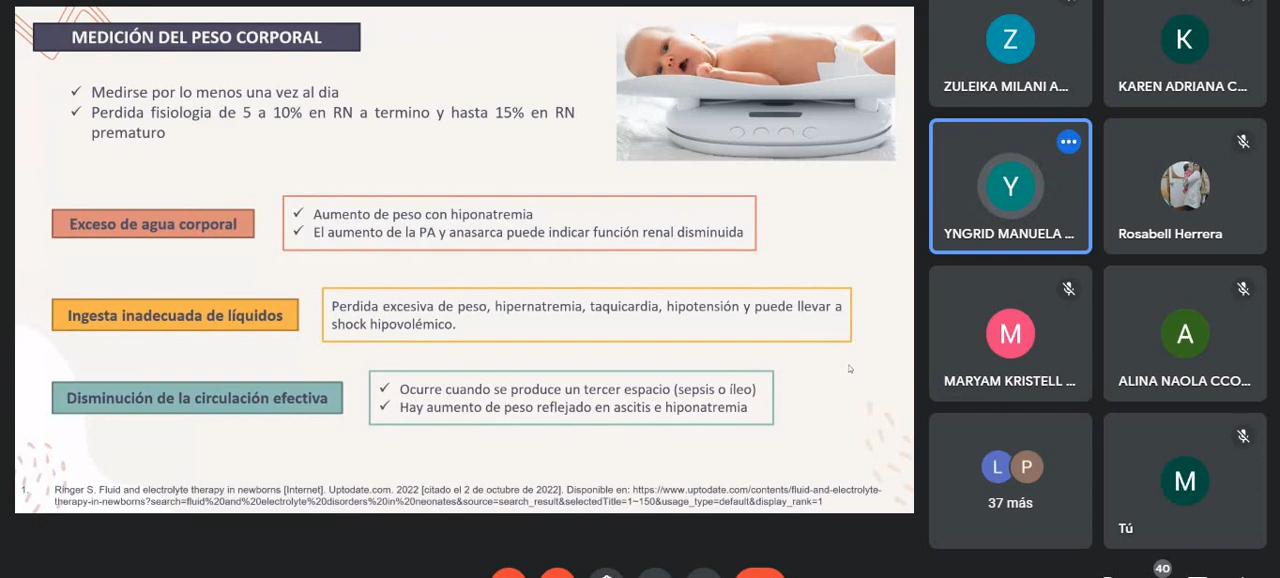 MEDICIÓN DEL PESO CORPORAL
✓ Medirse por lo menos una vez al dia
✓ Perdida fisiologia de 5 a 10% en RN a termino y hasta 15% en RN
prematuro
Exceso de agua corporal
✓ Aumento de peso con hiponatremia
✓ El aumento de la PA y anasarca puede indicar función renal disminuida
Ingesta inadecuada de líquidos
Perdida excesiva de peso, hipernatremia, taquicardia, hipotensión y puede llevar a
shock hipovolémico.
Disminución de la circulación efectiva
✓ Ocurre cuando se produce un tercer espacio (sepsis o íleo)
✓ Hay aumento de peso reflejado en ascitis e hiponatremia
1. Ringer S. Fluid and electrolyte therapy in newborns [Internet]. Uptodate.com. 2022 [citado el 2 de octubre de 2022]. Disponible en: https://www.uptodate.com/contents/fluid-and-electrolyte-
therapy-in-newborns?search=fluid%20and%20electrolyte%20disorders%20in%20neonates&source=search_result&selectedTitle=1~150&usage_type=default&display_rank=1
Z
ZULEIKA MILANI A...
K
KAREN ADRIANA C...
Y
YNGRID MANUELA ...
Rosabell Herrera
M
MARYAM KRISTELL ...
A
ALINA NAOLA CCO...
L P
37 más
M
Tú
40